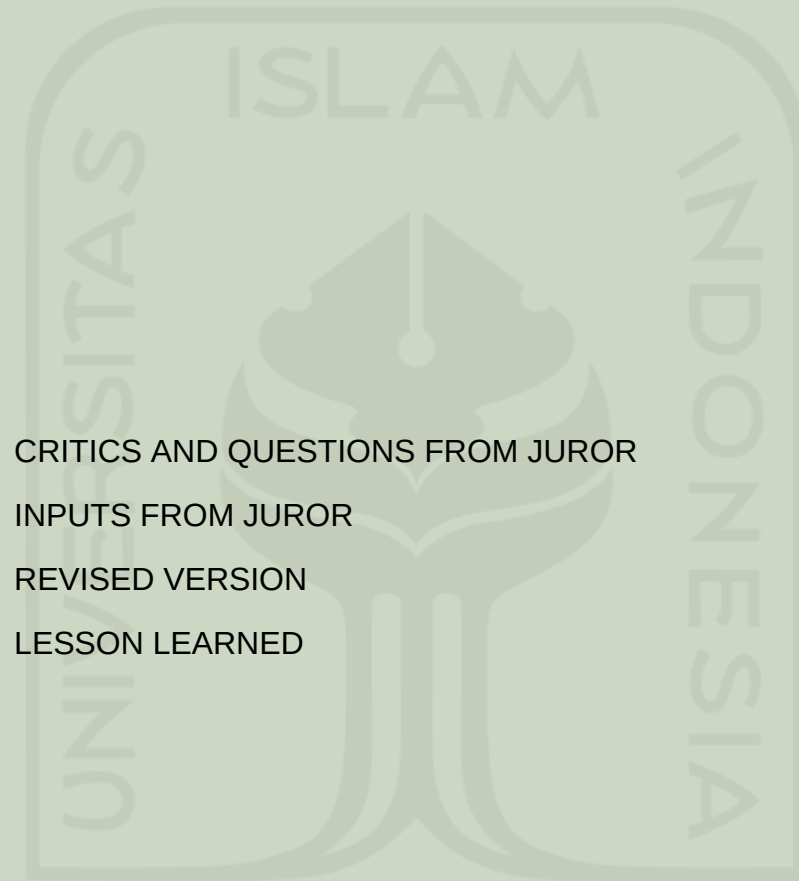 ISLAM
UNIVERSITAS
INDONESIA
CRITICS AND QUESTIONS FROM JUROR
INPUTS FROM JUROR
REVISED VERSION
LESSON LEARNED